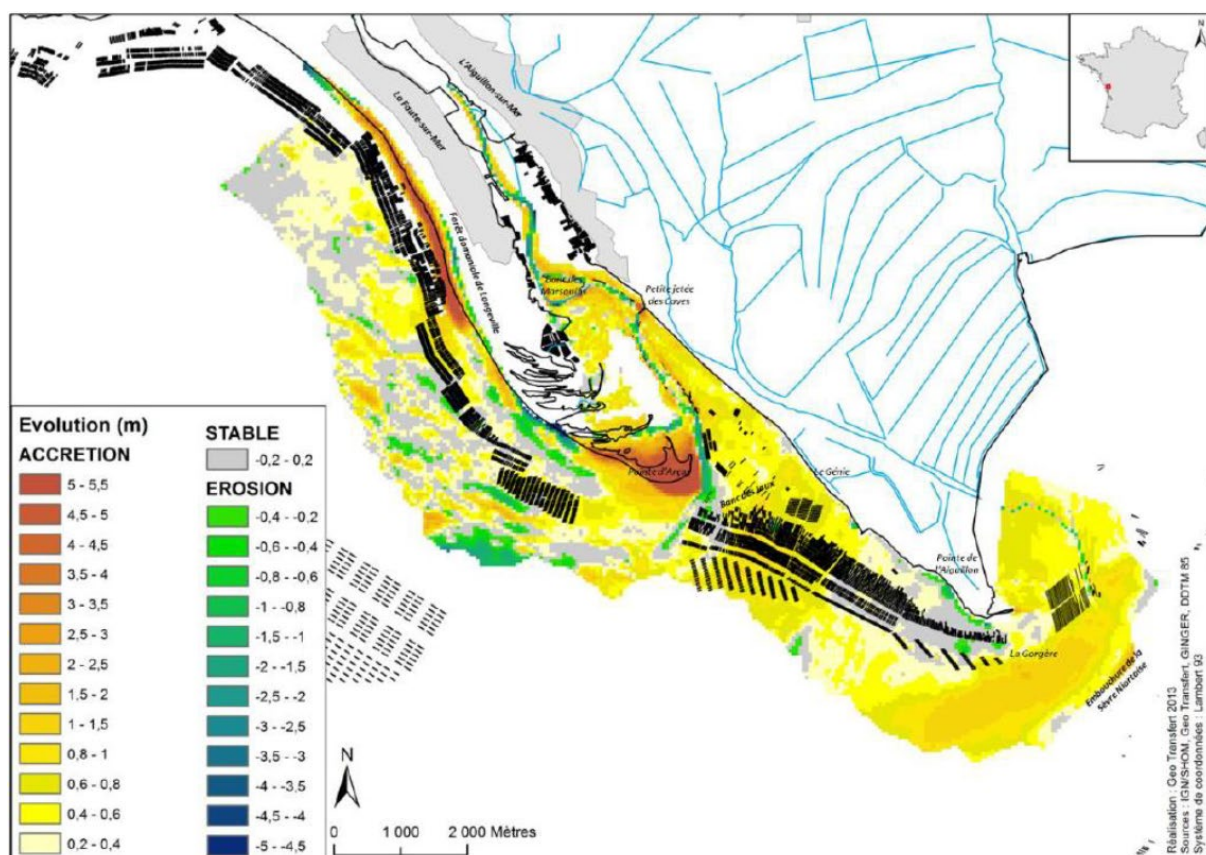 N
L'Aiguillon-sur-Mer
La Faute-sur-Mer
Forêt domaniale de Longeville
Banc des
Marsouins
Petite jetée
des Caves
Pointe d'Arçay
Banc des Jaux
Le Génie
Pointe de
l'Aiguillon
La Gorgère
Embouchure de la
Sèvre Niortaise
Evolution (m)
ACCRETION
5 - 5,5
4,5 - 5
4 - 4,5
3,5 - 4
3 - 3,5
2,5 - 3
2 - 2,5
1,5 - 2
1 - 1,5
0,8 - 1
0,6 - 0,8
0,4 - 0,6
0,2 - 0,4
STABLE
-0,2 - 0,2
EROSION
-0,4 - -0,2
-0,6 - -0,4
-0,8 - -0,6
-1 - -0,8
-1,5 - -1
-2 - -1,5
-2,5 - -2
-3 - -2,5
-3,5 - -3
-4 - -3,5
-4,5 - -4
-5 - -4,5
N
0 1 000 2 000 Mètres
Réalisation : Geo Transfert 2013
Sources : IGN/SHOM, Geo Transfert, GINGER, DDTM 85
Système de coordonnées : Lambert 93